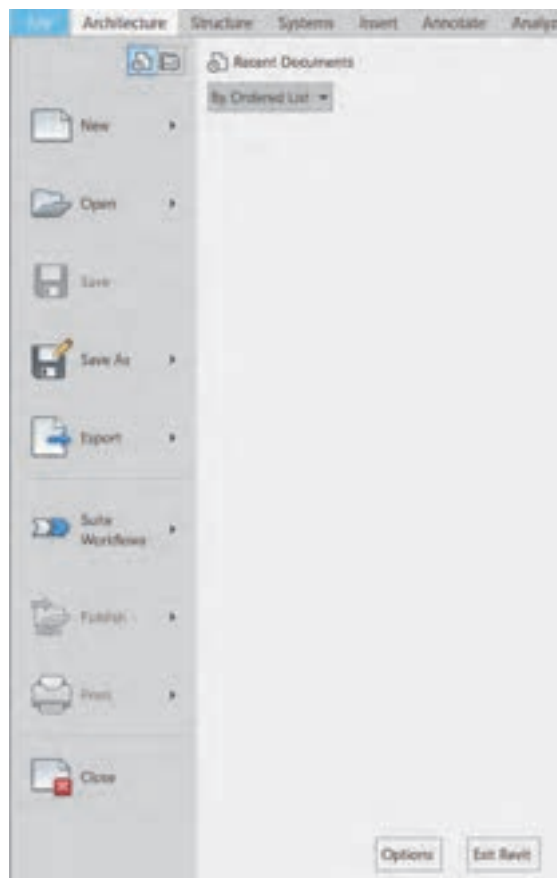 File Architecture Structure Systems Insert Annotate Analyz
Recent Documents
By Ordered List
New
Open
Save
Save As
Export
Suite
Workflows
Publish
Print
Close
Options Exit Revit